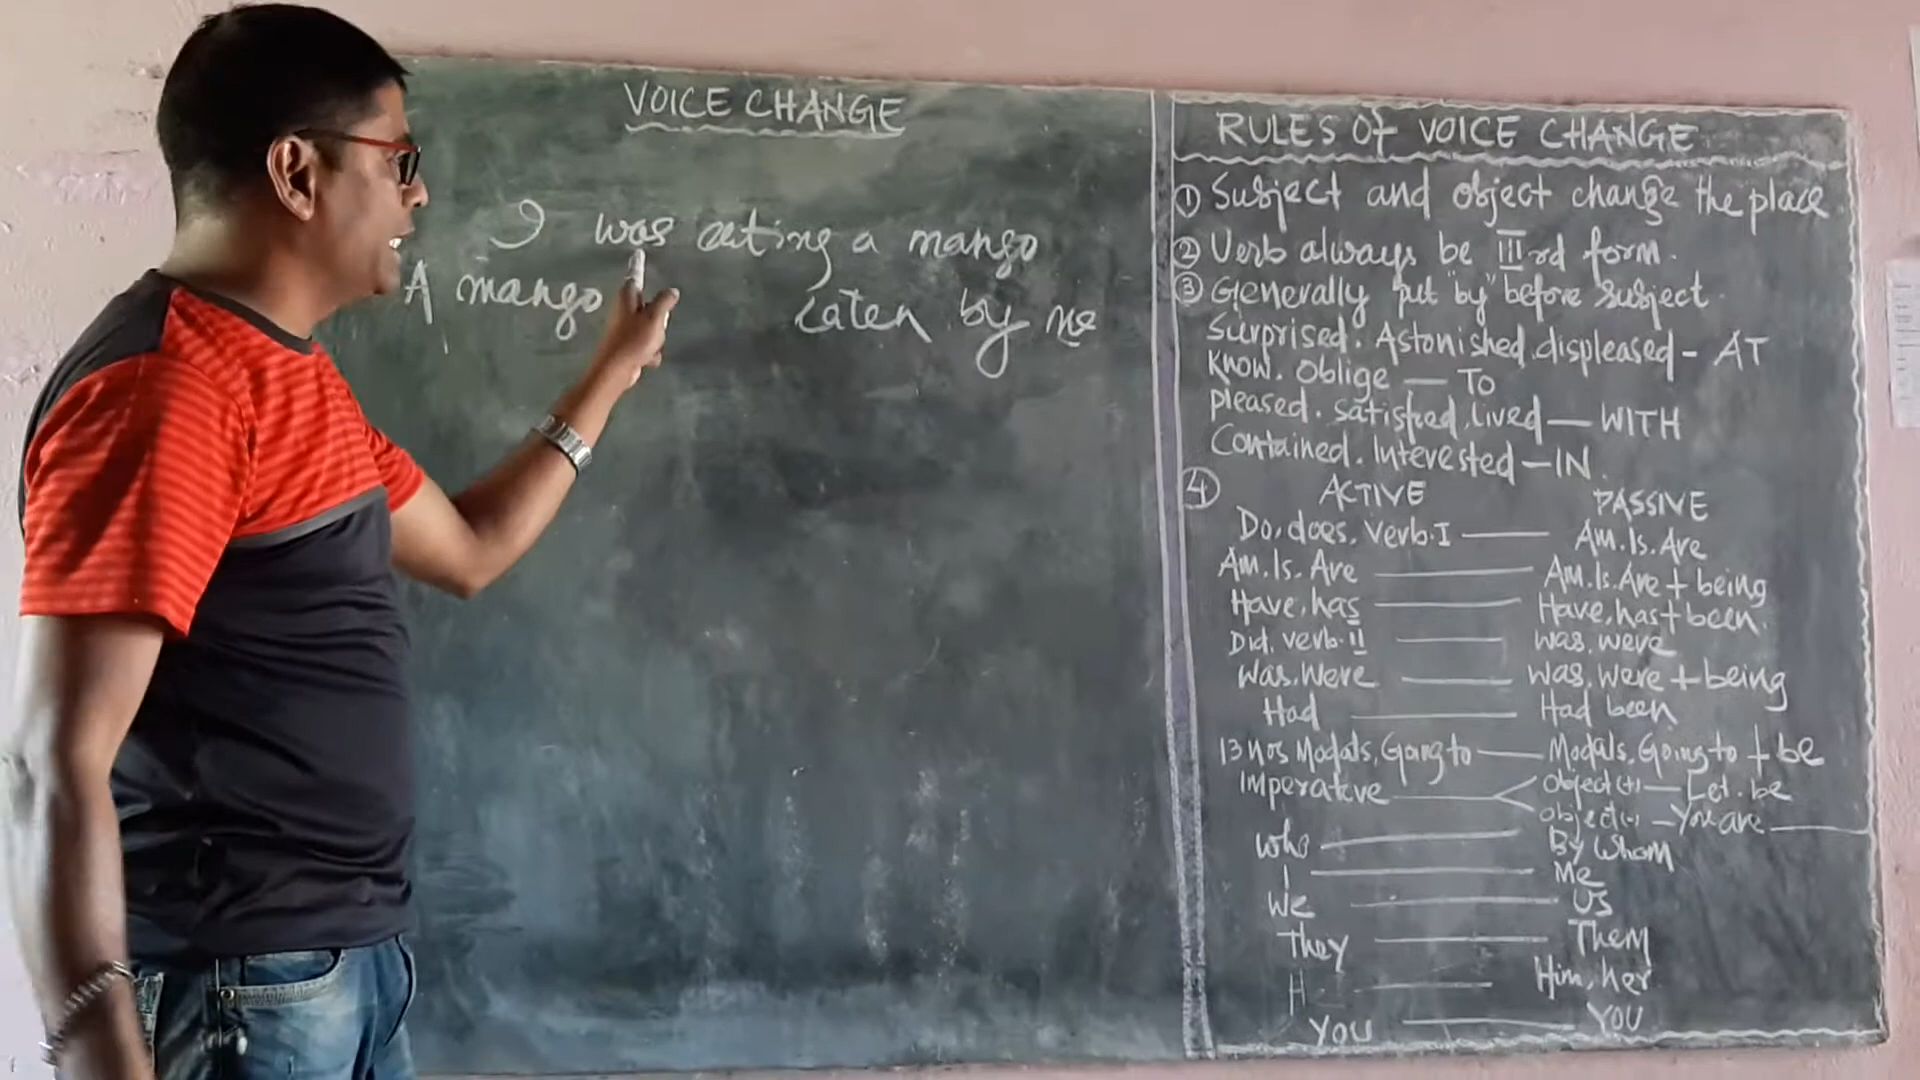 VOICE CHANGE
I was eating a mango
A mango eaten by me
RULES Of VOICE CHANGE
① Subject and object change the place
② Verb always be IIIrd form.
③ Generally put "by" before subject
Surprised. Astonished. displeased - AT
Know. Oblige — To
Pleased. satisfied, lived — WITH
Contained. Interested - IN.
④ ACTIVE PASSIVE
Do, does, verb.I — Am. Is. Are
Am. Is. Are — Am. Is. Are + being
Have, has — Have, has + been.
Did. verb.II — was. were
Was. Were — was. were + being
Had — Had been
13 nos Modals, Going to — Modals, Going to + be
Imperative — Object(+) — Let. be
Object(-) — You are —
who — By whom
I — Me
We — Us
They — Them
H — Him, her
YOU — YOU